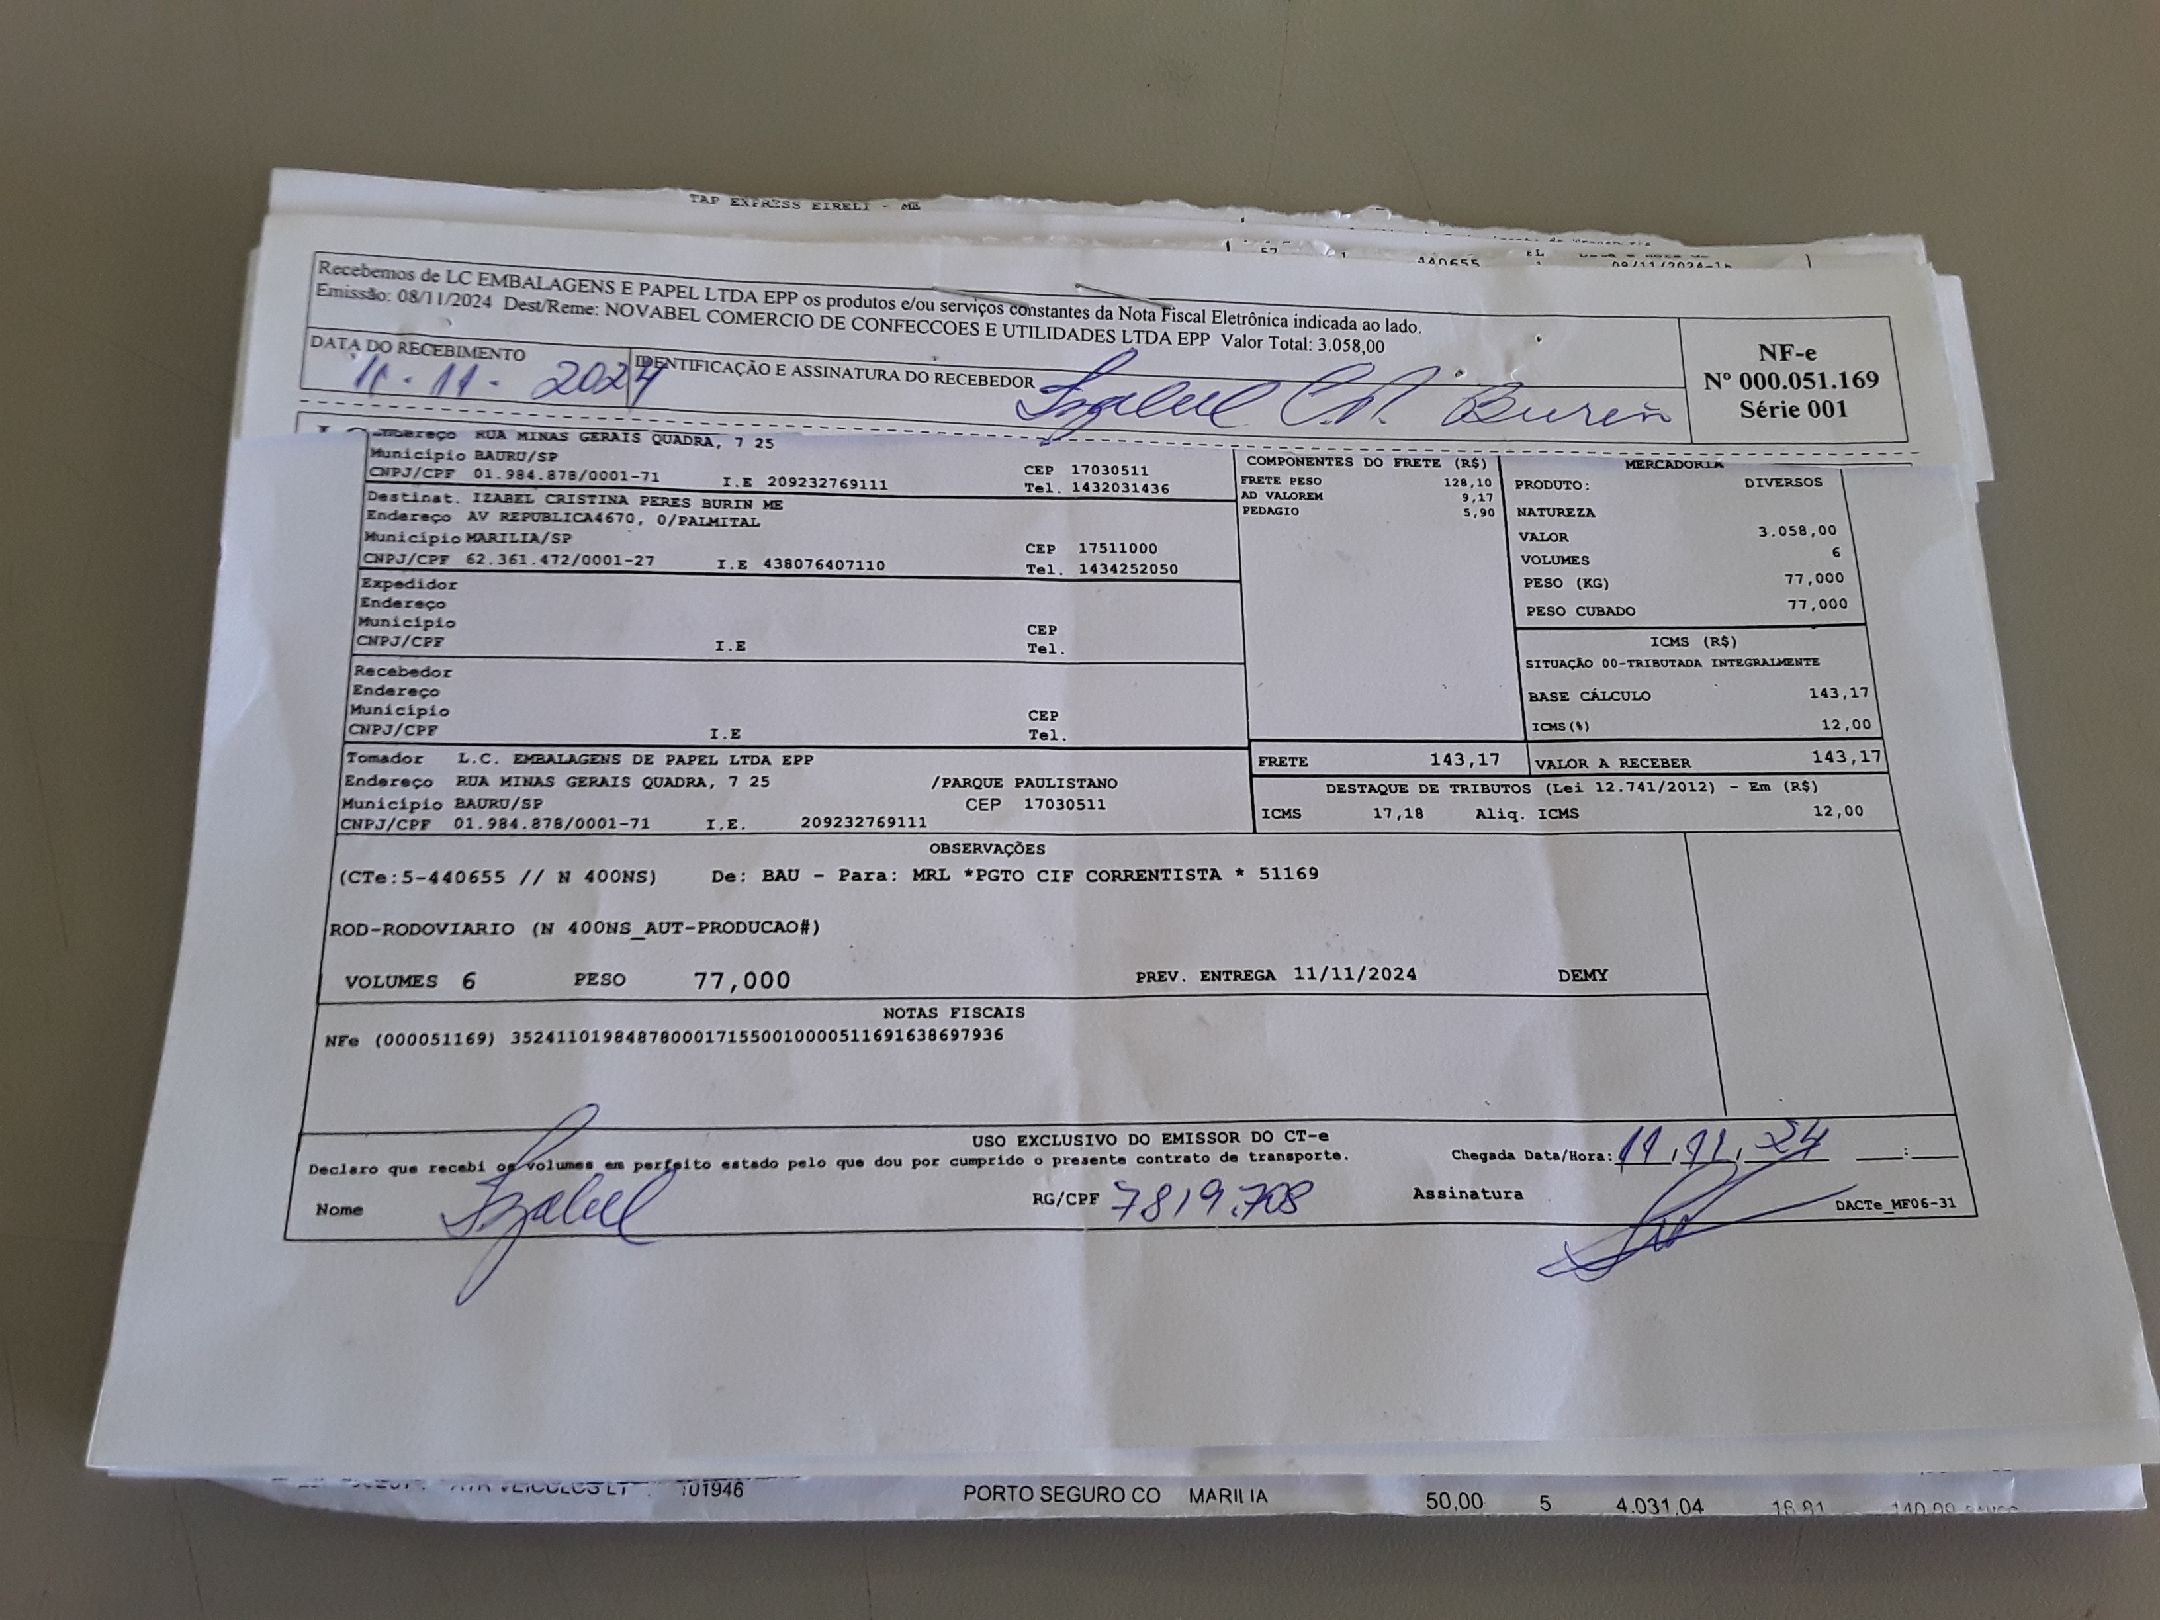 TAP EXPRESS EIRELI - ME
440655
Recebemos de LC EMBALAGENS E PAPEL LTDA EPP os produtos e/ou serviços constantes da Nota Fiscal Eletrônica indicada ao lado.
Emissão: 08/11/2024 Dest/Reme: NOVABEL COMERCIO DE CONFECCOES E UTILIDADES LTDA EPP Valor Total: 3.058,00
DATA DO RECEBIMENTO
11.11.2024
IDENTIFICAÇÃO E ASSINATURA DO RECEBEDOR
Izabel C. P. Burin
NF-e
Nº 000.051.169
Série 001
Endereço RUA MINAS GERAIS QUADRA, 7 25
Município BAURU/SP CEP 17030511
CNPJ/CPF 01.984.878/0001-71 I.E 209232769111 Tel. 1432031436
Destinat. IZABEL CRISTINA PERES BURIN ME
Endereço AV REPUBLICA4670, 0/PALMITAL
Município MARILIA/SP CEP 17511000
CNPJ/CPF 62.361.472/0001-27 I.E 438076407110 Tel. 1434252050
Expedidor
Endereço
Município CEP
CNPJ/CPF I.E Tel.
Recebedor
Endereço
Município CEP
CNPJ/CPF I.E Tel.
Tomador L.C. EMBALAGENS DE PAPEL LTDA EPP
Endereço RUA MINAS GERAIS QUADRA, 7 25 /PARQUE PAULISTANO
Município BAURU/SP CEP 17030511
CNPJ/CPF 01.984.878/0001-71 I.E. 209232769111
COMPONENTES DO FRETE (R$)
FRETE PESO 128,10
AD VALOREM 9,17
PEDAGIO 5,90
MERCADORIA
PRODUTO: DIVERSOS
NATUREZA
VALOR 3.058,00
VOLUMES 6
PESO (KG) 77,000
PESO CUBADO 77,000
ICMS (R$)
SITUAÇÃO 00-TRIBUTADA INTEGRALMENTE
BASE CÁLCULO 143,17
ICMS(%) 12,00
FRETE 143,17 VALOR A RECEBER 143,17
DESTAQUE DE TRIBUTOS (Lei 12.741/2012) - Em (R$)
ICMS 17,18 Aliq. ICMS 12,00
OBSERVAÇÕES
(CTe:5-440655 // N 400NS) De: BAU - Para: MRL *PGTO CIF CORRENTISTA * 51169
ROD-RODOVIARIO (N 400NS_AUT-PRODUCAO#)
VOLUMES 6 PESO 77,000 PREV. ENTREGA 11/11/2024 DEMY
NOTAS FISCAIS
NFe (000051169) 35241101984878000171550010000511691638697936
USO EXCLUSIVO DO EMISSOR DO CT-e
Declaro que recebi os volumes em perfeito estado pelo que dou por cumprido o presente contrato de transporte. Chegada Data/Hora: 11.11.24 __:__
Nome Izabel RG/CPF 7819.708 Assinatura DACTe_MF06-31
101946 PORTO SEGURO CO MARILIA 50,00 5 4.031,04